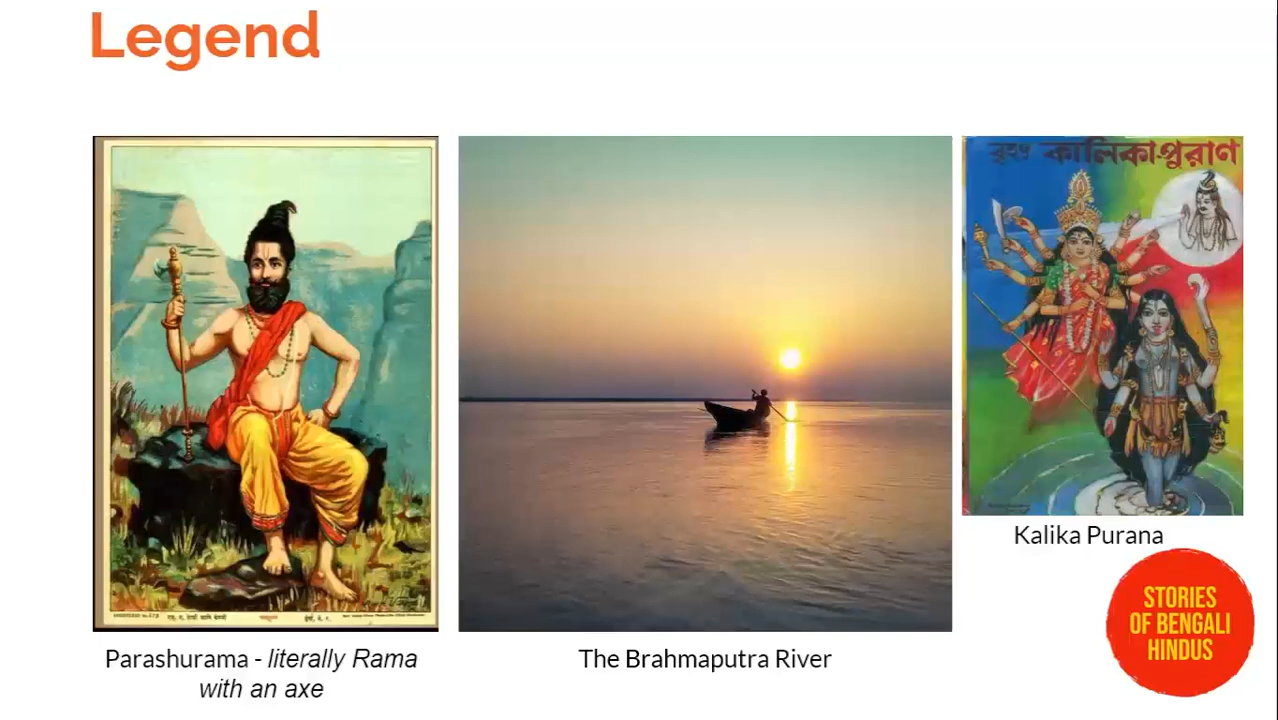 Legend
বৃহৎ কালিকাপুরাণ
Parashurama - literally Rama
with an axe
The Brahmaputra River
Kalika Purana
STORIES
OF BENGALI
HINDUS